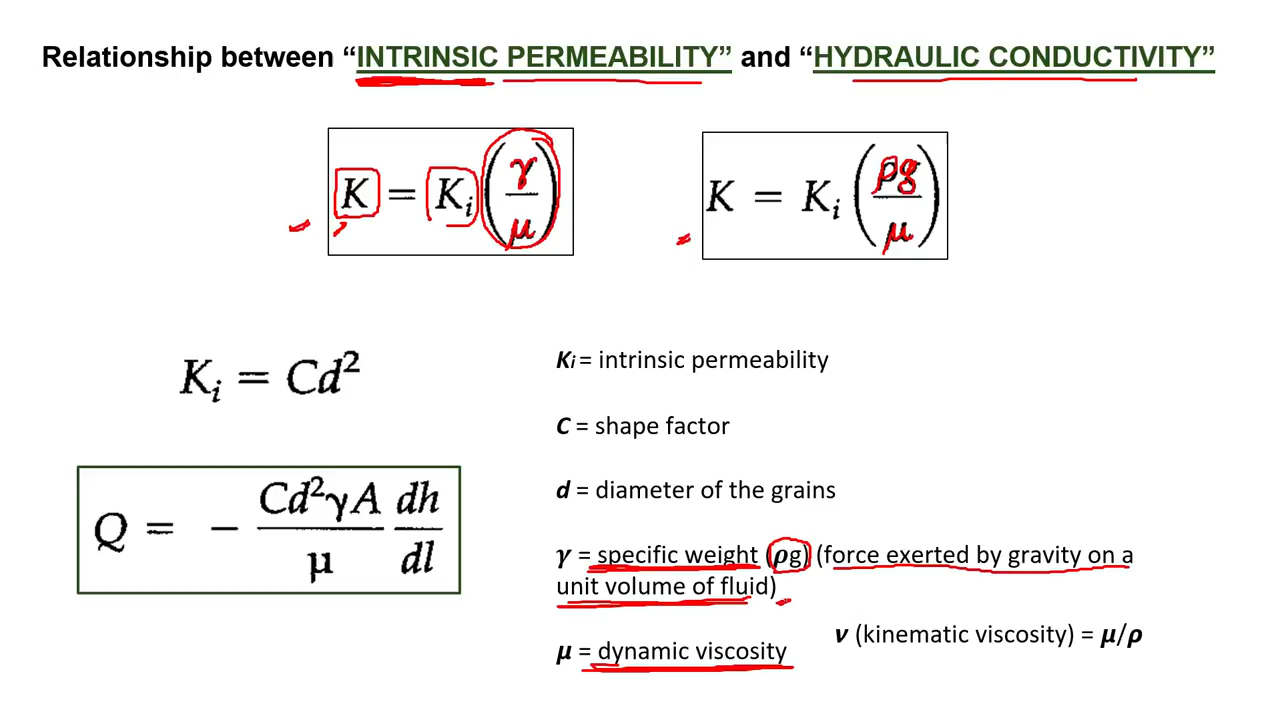 Relationship between “INTRINSIC PERMEABILITY” and “HYDRAULIC CONDUCTIVITY”
K = Kᵢ (γ/μ)
K = Kᵢ (ρg/μ)
Kᵢ = Cd²
Q = − Cd²γA/μ dh/dl
Ki = intrinsic permeability
C = shape factor
d = diameter of the grains
γ = specific weight (ρg) (force exerted by gravity on a
unit volume of fluid)
μ = dynamic viscosity
ν (kinematic viscosity) = μ/ρ